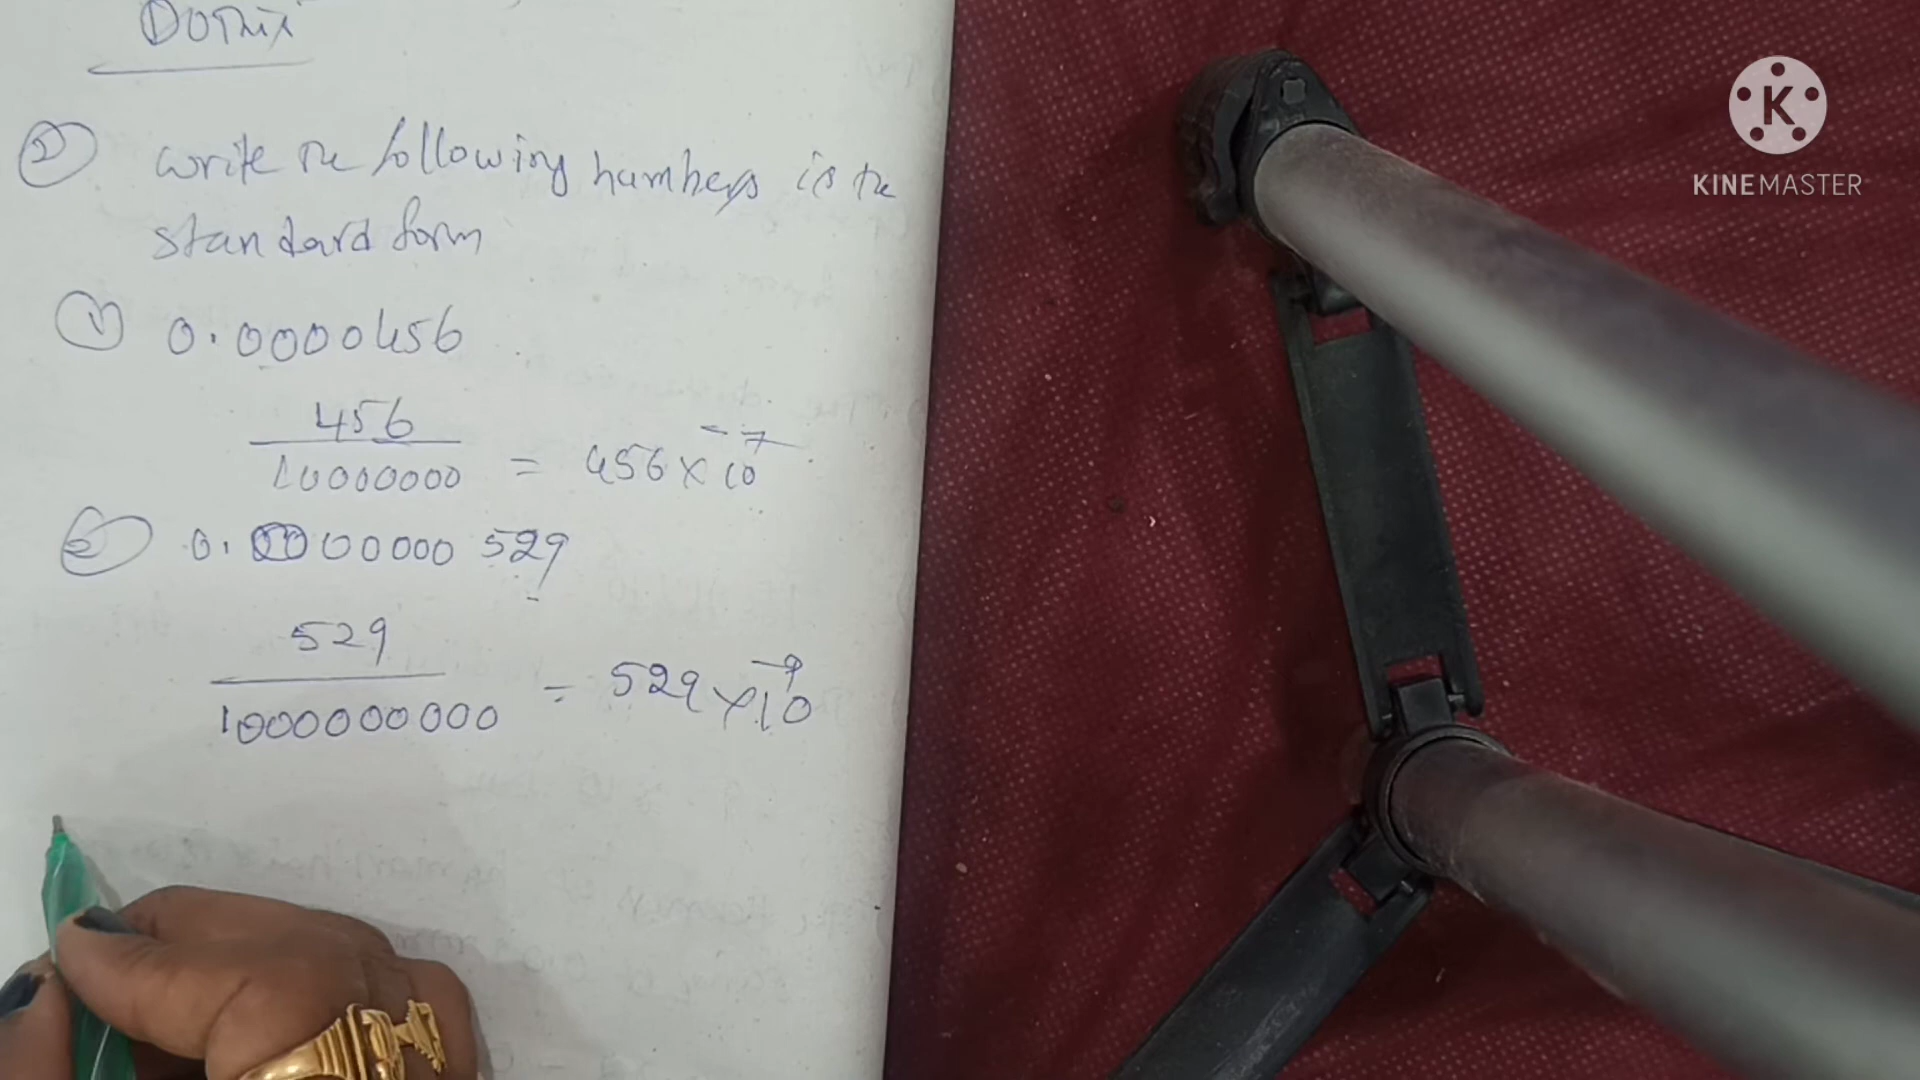 ② Write the following numbers in the
standard form
① 0.0000456
456
10000000 = 456 × 10⁻⁷
② 0.0000000529
529
1000000000 = 529 × 10⁻⁹
K
KINEMASTER